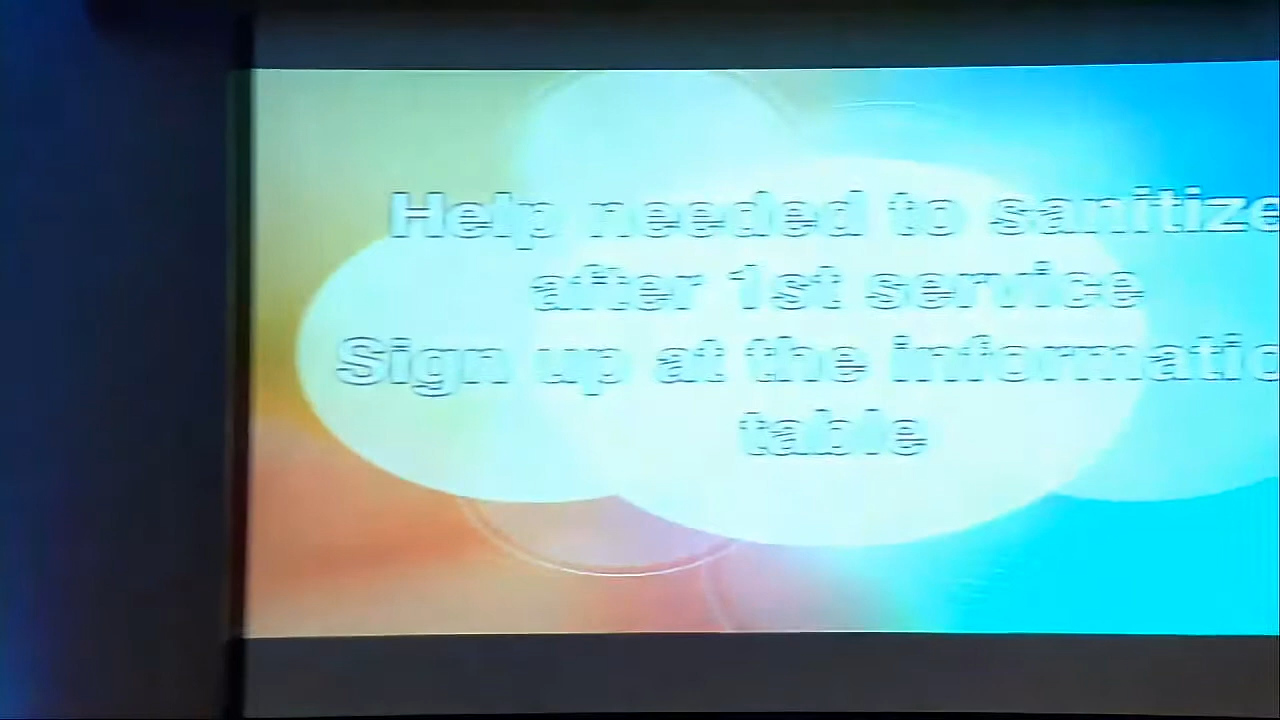 Help needed to sanitize
after 1st service
Sign up at the informatio
table